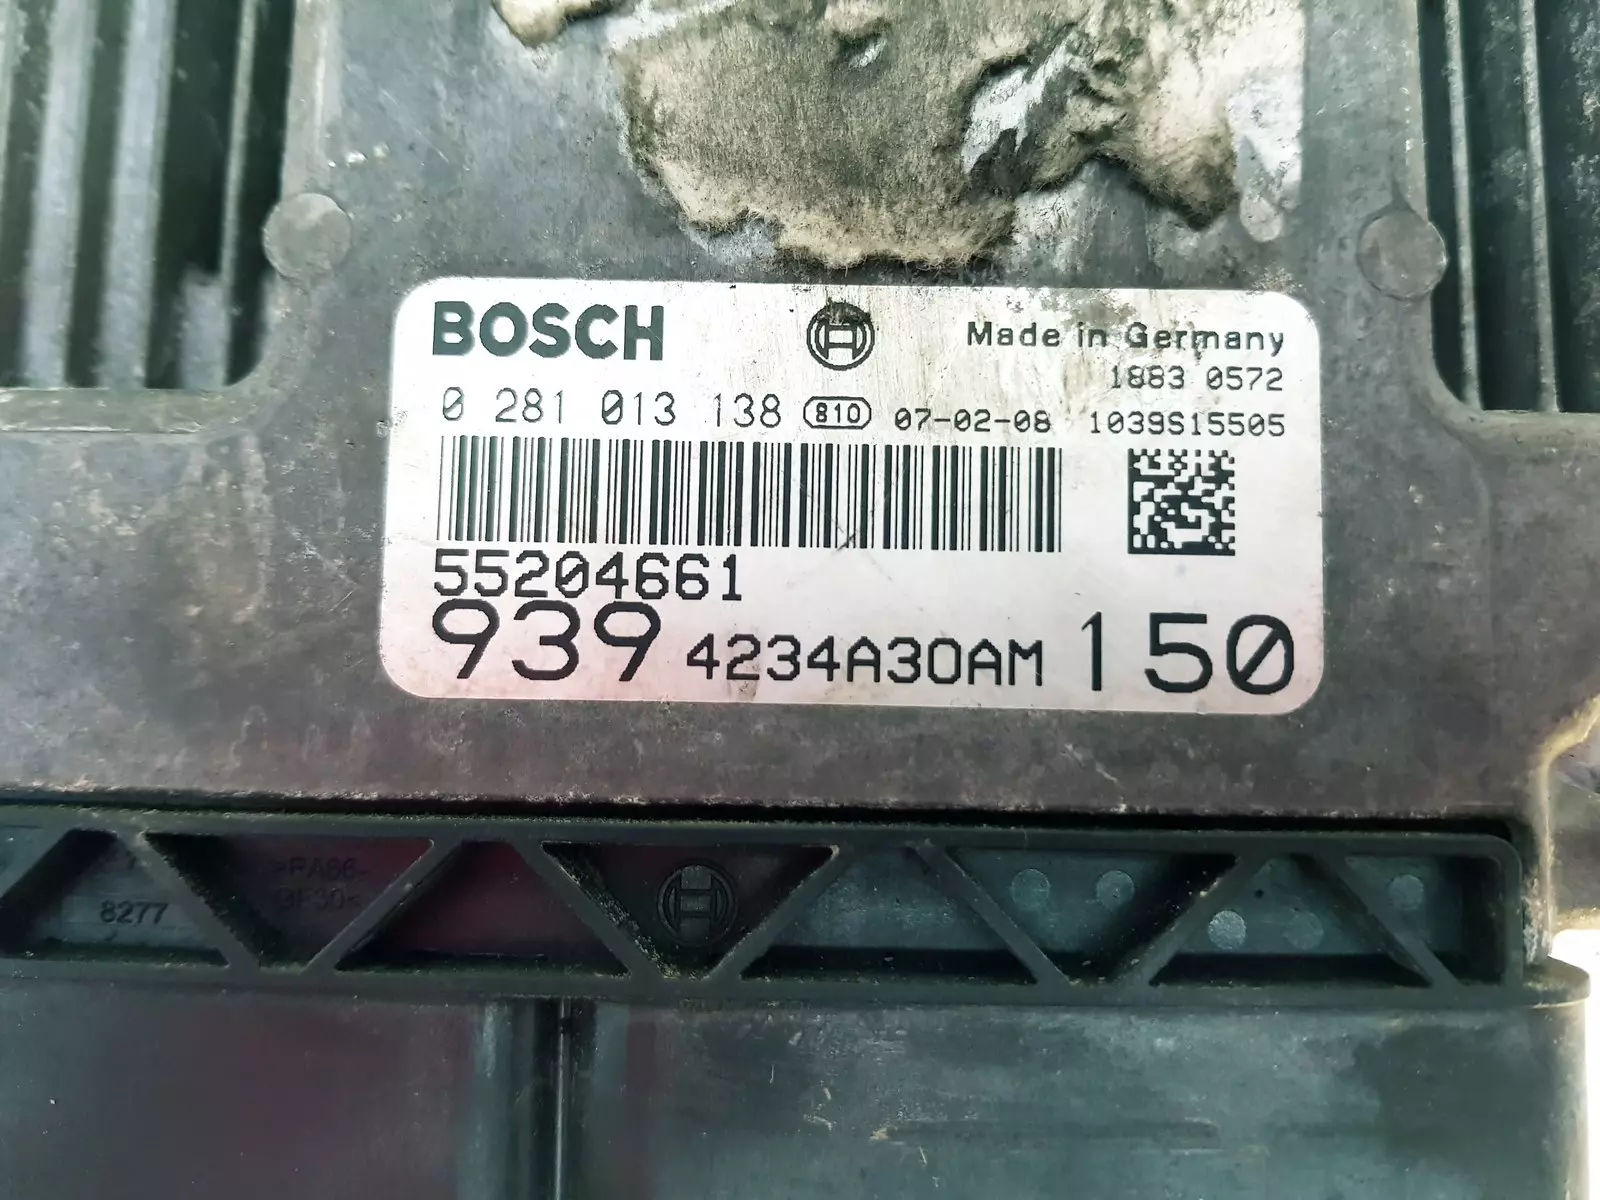 BOSCH
Made in Germany
1883 0572
0 281 013 138 810 07-02-08 1039S15505
55204661
939 4234A30AM 150
8277